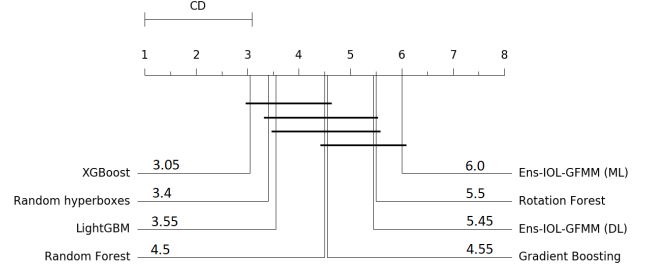 CD
1 2 3 4 5 6 7 8
XGBoost 3.05 6.0 Ens-IOL-GFMM (ML)
Random hyperboxes 3.4 5.5 Rotation Forest
LightGBM 3.55 5.45 Ens-IOL-GFMM (DL)
Random Forest 4.5 4.55 Gradient Boosting